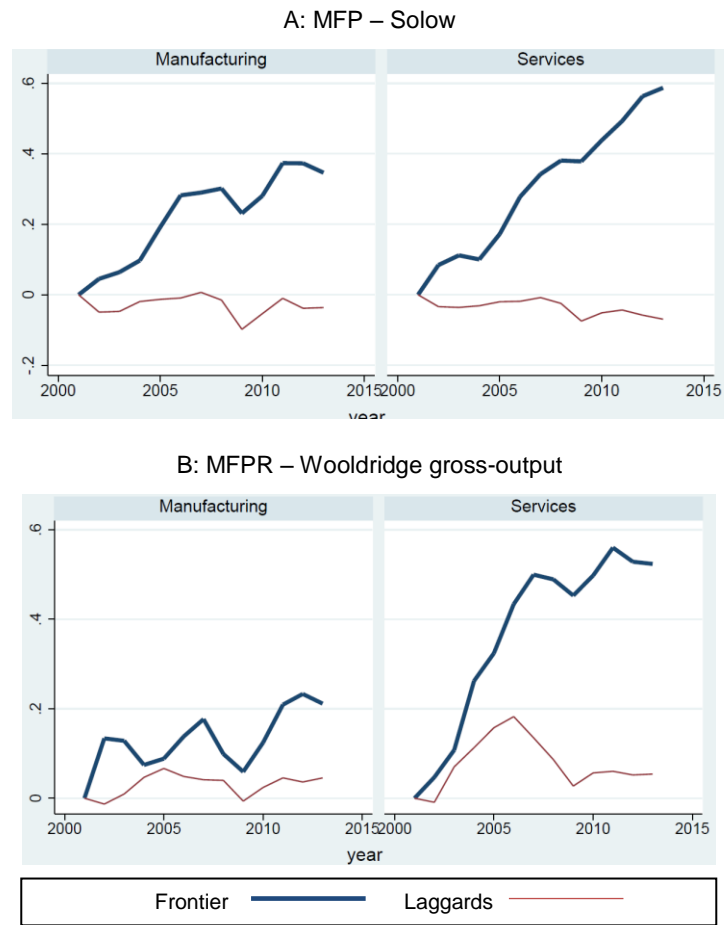 A: MFP – Solow
Manufacturing Services
.6
.4
.2
0
-.2
2000 2005 2010 2015 2000 2005 2010 2015
year
B: MFPR – Wooldridge gross-output
Manufacturing Services
.6
.4
.2
0
2000 2005 2010 2015 2000 2005 2010 2015
year
Frontier Laggards